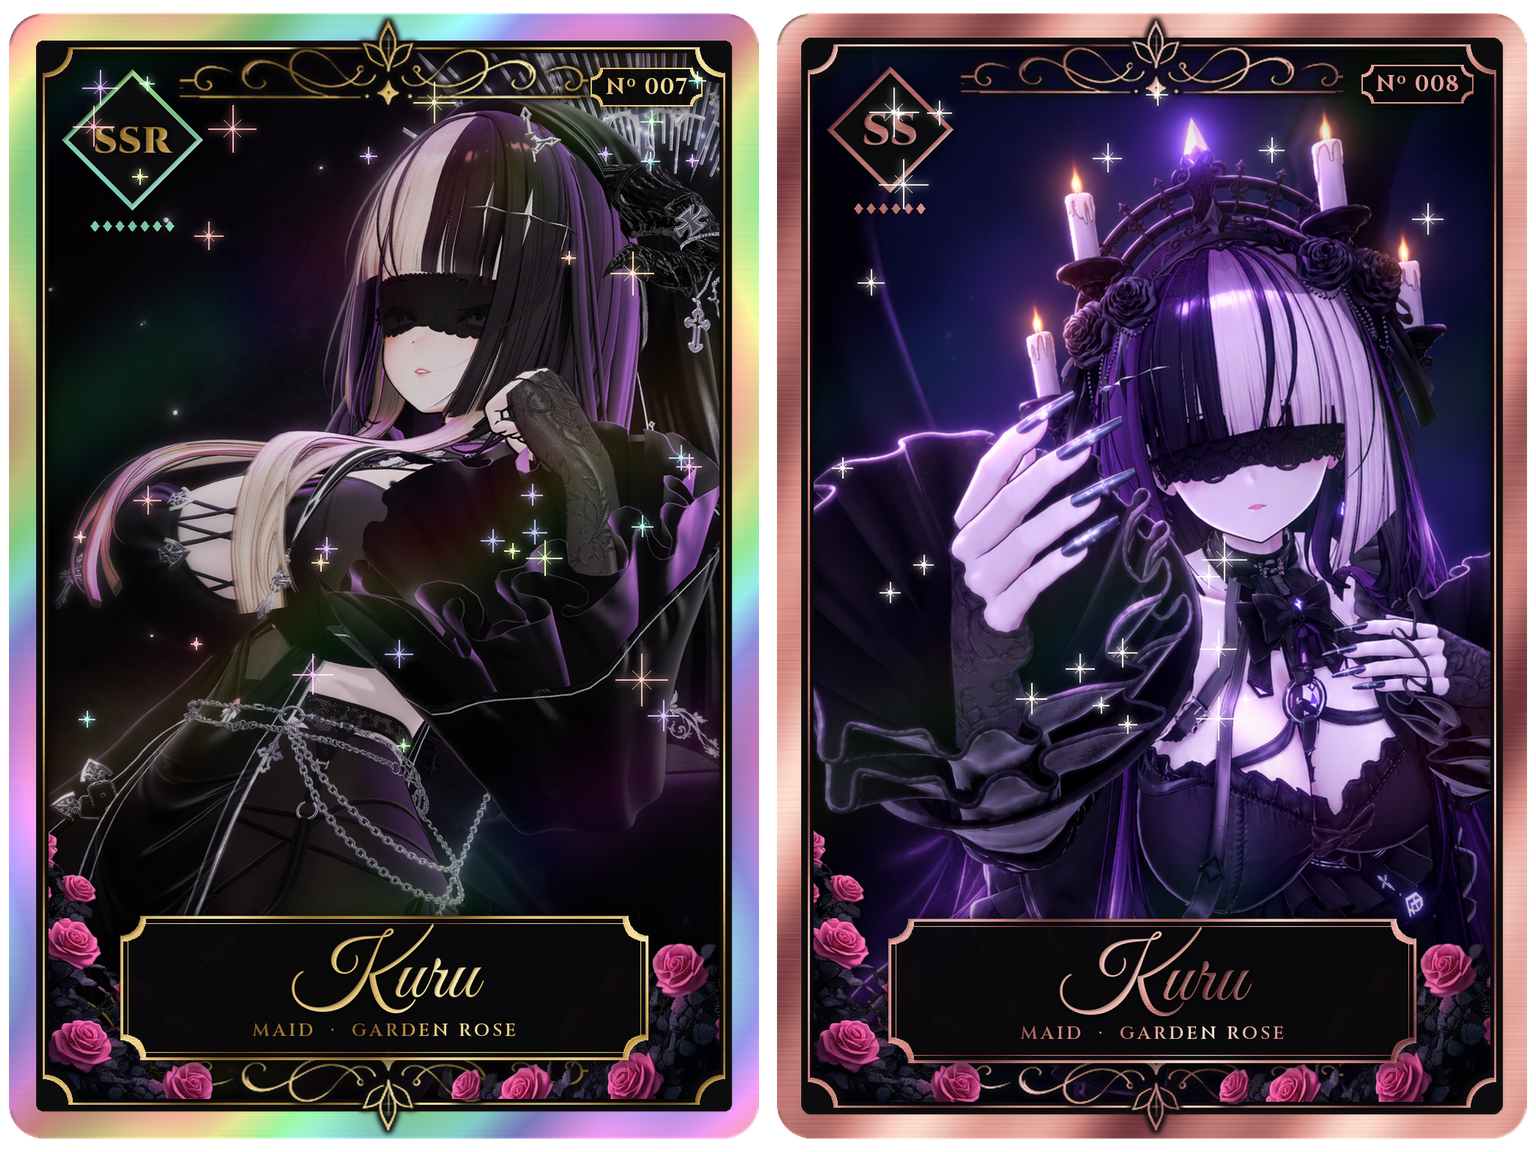 SSR
Nº 007
Kuru
MAID · GARDEN ROSE
SS
Nº 008
Kuru
MAID · GARDEN ROSE